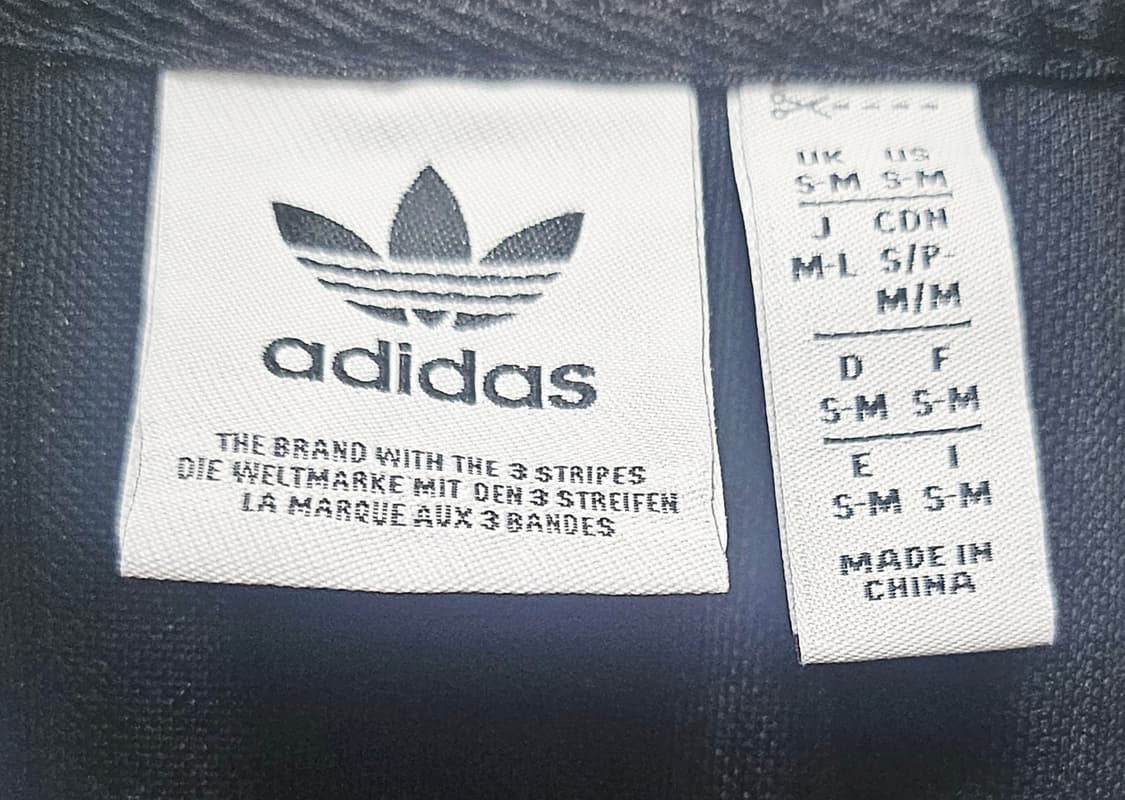 adidas
THE BRAND WITH THE 3 STRIPES
DIE WELTMARKE MIT DEN 3 STREIFEN
LA MARQUE AUX 3 BANDES
UK US
S-M S-M
J CDN
M-L S/P-
M/M
D F
S-M S-M
E I
S-M S-M
MADE IN
CHINA